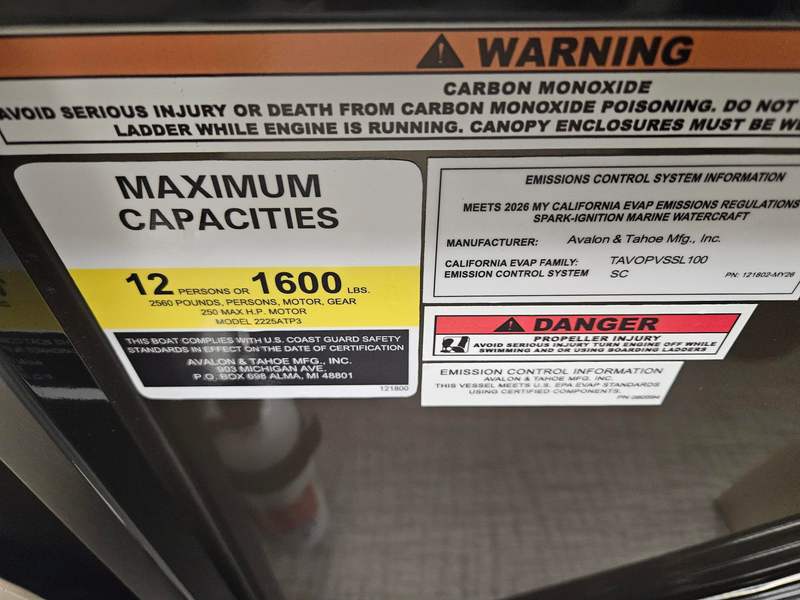 WARNING
CARBON MONOXIDE
AVOID SERIOUS INJURY OR DEATH FROM CARBON MONOXIDE POISONING. DO NOT
LADDER WHILE ENGINE IS RUNNING. CANOPY ENCLOSURES MUST BE
MAXIMUM
CAPACITIES
12 PERSONS OR 1600 LBS.
2560 POUNDS, PERSONS, MOTOR, GEAR
250 MAX H.P. MOTOR
MODEL 2225ATP3
THIS BOAT COMPLIES WITH U.S. COAST GUARD SAFETY
STANDARDS IN EFFECT ON THE DATE OF CERTIFICATION
AVALON & TAHOE MFG., INC.
903 MICHIGAN AVE.
P.O. BOX 698 ALMA, MI 48801
121800
EMISSIONS CONTROL SYSTEM INFORMATION
MEETS 2026 MY CALIFORNIA EVAP EMISSIONS REGULATIONS
SPARK-IGNITION MARINE WATERCRAFT
MANUFACTURER: Avalon & Tahoe Mfg., Inc.
CALIFORNIA EVAP FAMILY: TAVOPVSSL100
EMISSION CONTROL SYSTEM SC PN: 121802-MY26
DANGER
PROPELLER INJURY
AVOID SERIOUS INJURY TURN ENGINE OFF WHILE
SWIMMING AND OR USING BOARDING LADDERS
EMISSION CONTROL INFORMATION
AVALON & TAHOE MFG. INC.
THIS VESSEL MEETS U.S. EPA EVAP STANDARDS
USING CERTIFIED COMPONENTS.